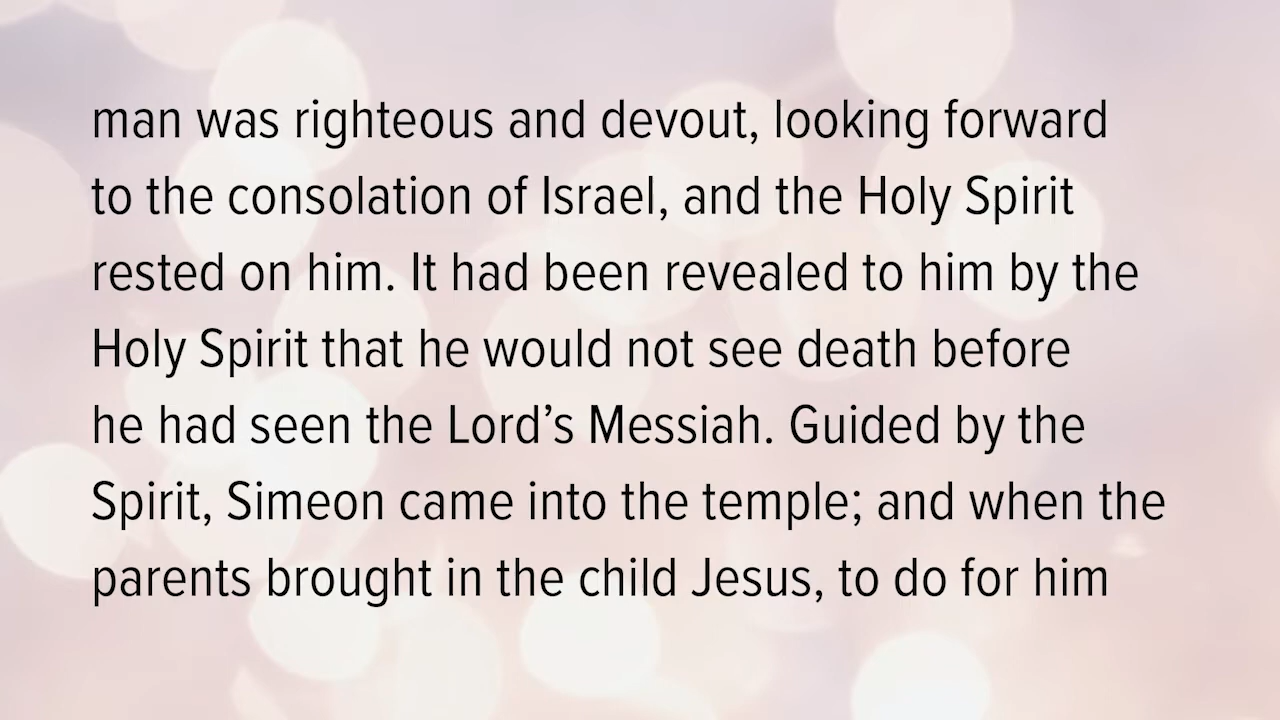 man was righteous and devout, looking forward
to the consolation of Israel, and the Holy Spirit
rested on him. It had been revealed to him by the
Holy Spirit that he would not see death before
he had seen the Lord’s Messiah. Guided by the
Spirit, Simeon came into the temple; and when the
parents brought in the child Jesus, to do for him